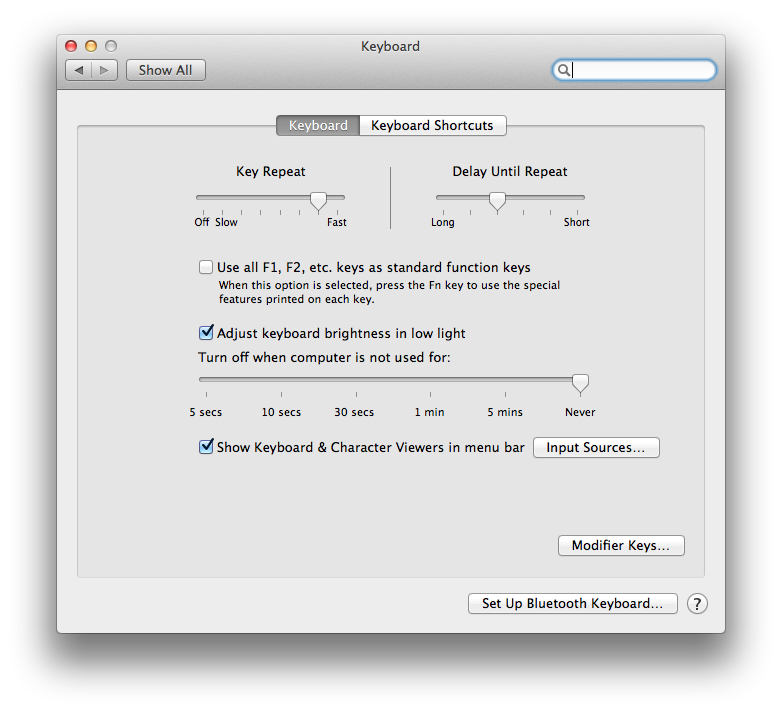 Keyboard
Show All
Keyboard Keyboard Shortcuts
Key Repeat Delay Until Repeat
Off Slow Fast Long Short
Use all F1, F2, etc. keys as standard function keys
When this option is selected, press the Fn key to use the special
features printed on each key.
Adjust keyboard brightness in low light
Turn off when computer is not used for:
5 secs 10 secs 30 secs 1 min 5 mins Never
Show Keyboard & Character Viewers in menu bar Input Sources...
Modifier Keys...
Set Up Bluetooth Keyboard... ?